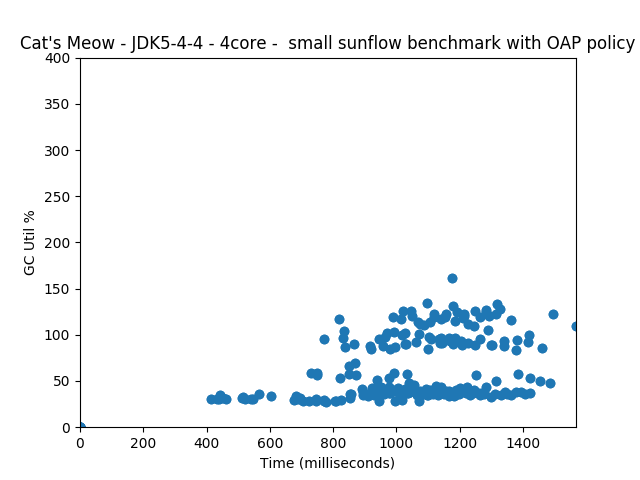 Cat's Meow - JDK5-4-4 - 4core -  small sunflow benchmark with OAP policy
400
350
300
250
200
150
100
50
0
GC Util %
0 200 400 600 800 1000 1200 1400
Time (milliseconds)